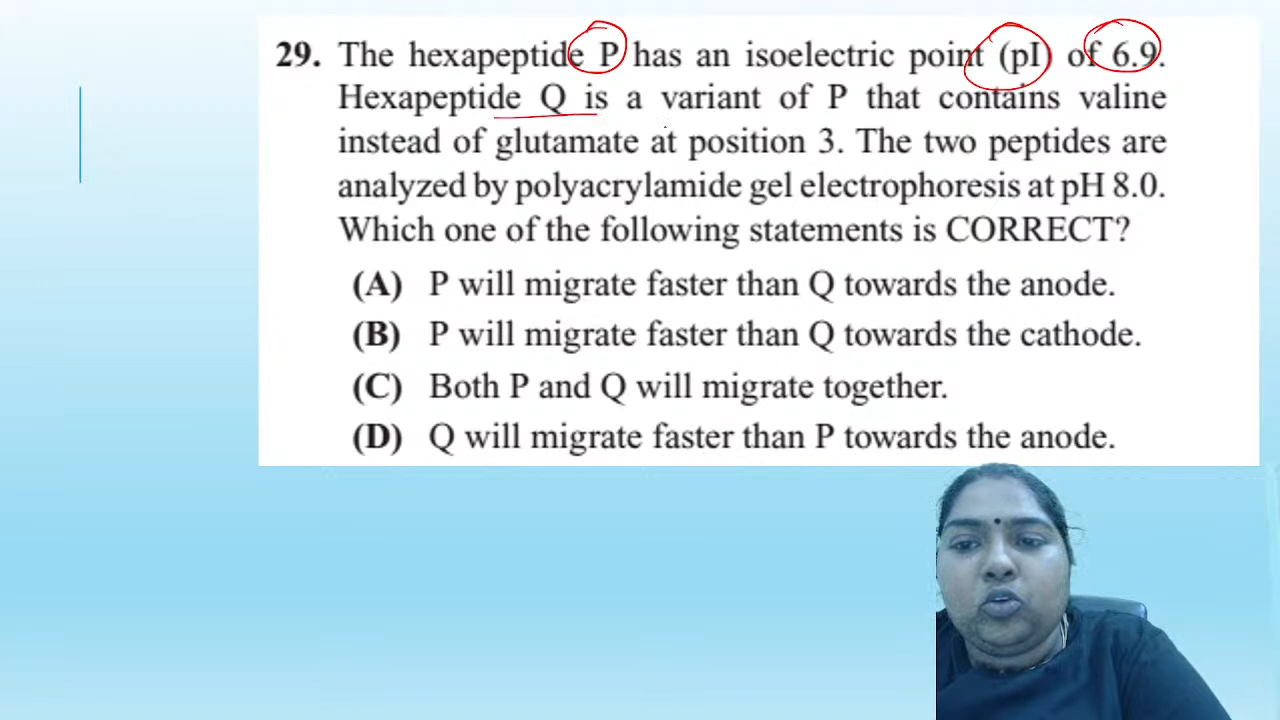 29. The hexapeptide P has an isoelectric point (pI) of 6.9.
Hexapeptide Q is a variant of P that contains valine
instead of glutamate at position 3. The two peptides are
analyzed by polyacrylamide gel electrophoresis at pH 8.0.
Which one of the following statements is CORRECT?
(A) P will migrate faster than Q towards the anode.
(B) P will migrate faster than Q towards the cathode.
(C) Both P and Q will migrate together.
(D) Q will migrate faster than P towards the anode.